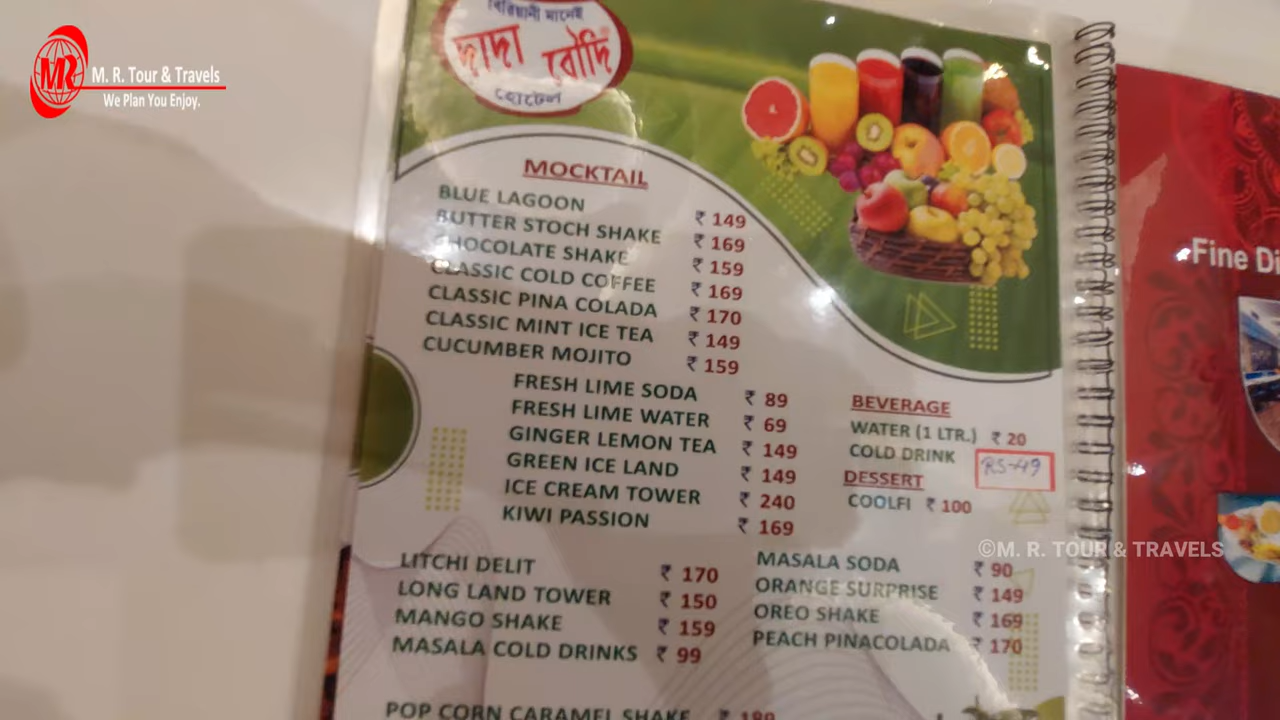 M. R. Tour & Travels
We Plan You Enjoy.
বিরিয়ানী মানেই
দাদা বৌদি
হোটেল
MOCKTAIL
BLUE LAGOON ₹ 149
BUTTER STOCH SHAKE ₹ 169
CHOCOLATE SHAKE ₹ 159
CLASSIC COLD COFFEE ₹ 169
CLASSIC PINA COLADA ₹ 170
CLASSIC MINT ICE TEA ₹ 149
CUCUMBER MOJITO ₹ 159
FRESH LIME SODA ₹ 89
FRESH LIME WATER ₹ 69
GINGER LEMON TEA ₹ 149
GREEN ICE LAND ₹ 149
ICE CREAM TOWER ₹ 240
KIWI PASSION ₹ 169
BEVERAGE
WATER (1 LTR.) ₹ 20
COLD DRINK RS-49
DESSERT
COOLFI ₹ 100
LITCHI DELIT ₹ 170
LONG LAND TOWER ₹ 150
MANGO SHAKE ₹ 159
MASALA COLD DRINKS ₹ 99
MASALA SODA ₹ 90
ORANGE SURPRISE ₹ 149
OREO SHAKE ₹ 169
PEACH PINACOLADA ₹ 170
POP CORN CARAMEL SHAKE ₹
Fine Di
©M. R. TOUR & TRAVELS